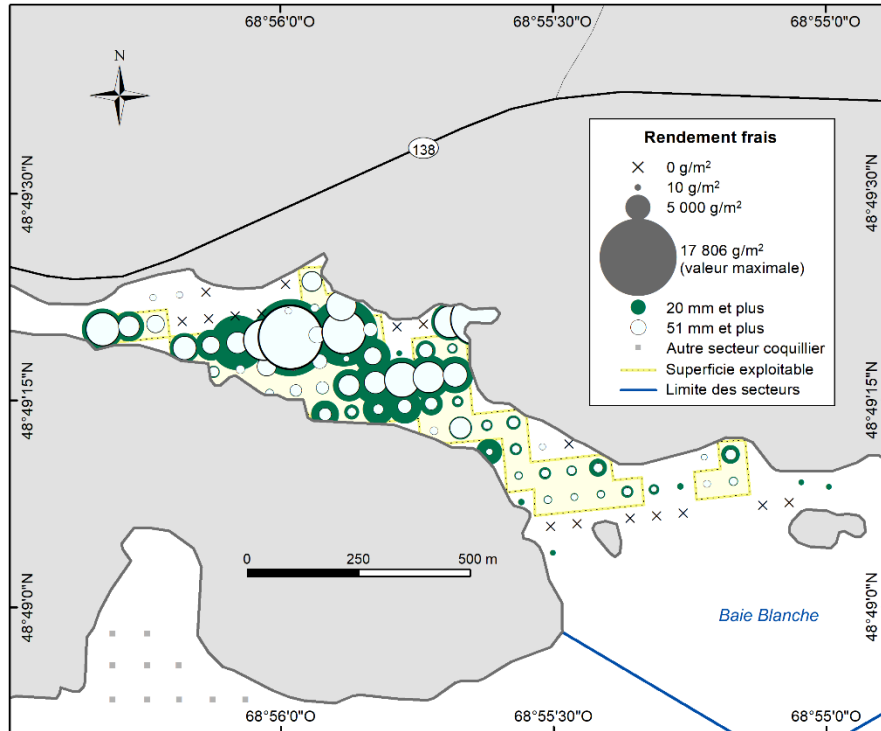 68°56'0"O 68°55'30"O 68°55'0"O
N
138
48°49'30"N
48°49'15"N
48°49'0"N
Rendement frais
0 g/m²
10 g/m²
5 000 g/m²
17 806 g/m²
(valeur maximale)
20 mm et plus
51 mm et plus
Autre secteur coquillier
Superficie exploitable
Limite des secteurs
48°49'30"N
48°49'15"N
48°49'0"N
0 250 500 m
Baie Blanche
68°56'0"O 68°55'30"O 68°55'0"O